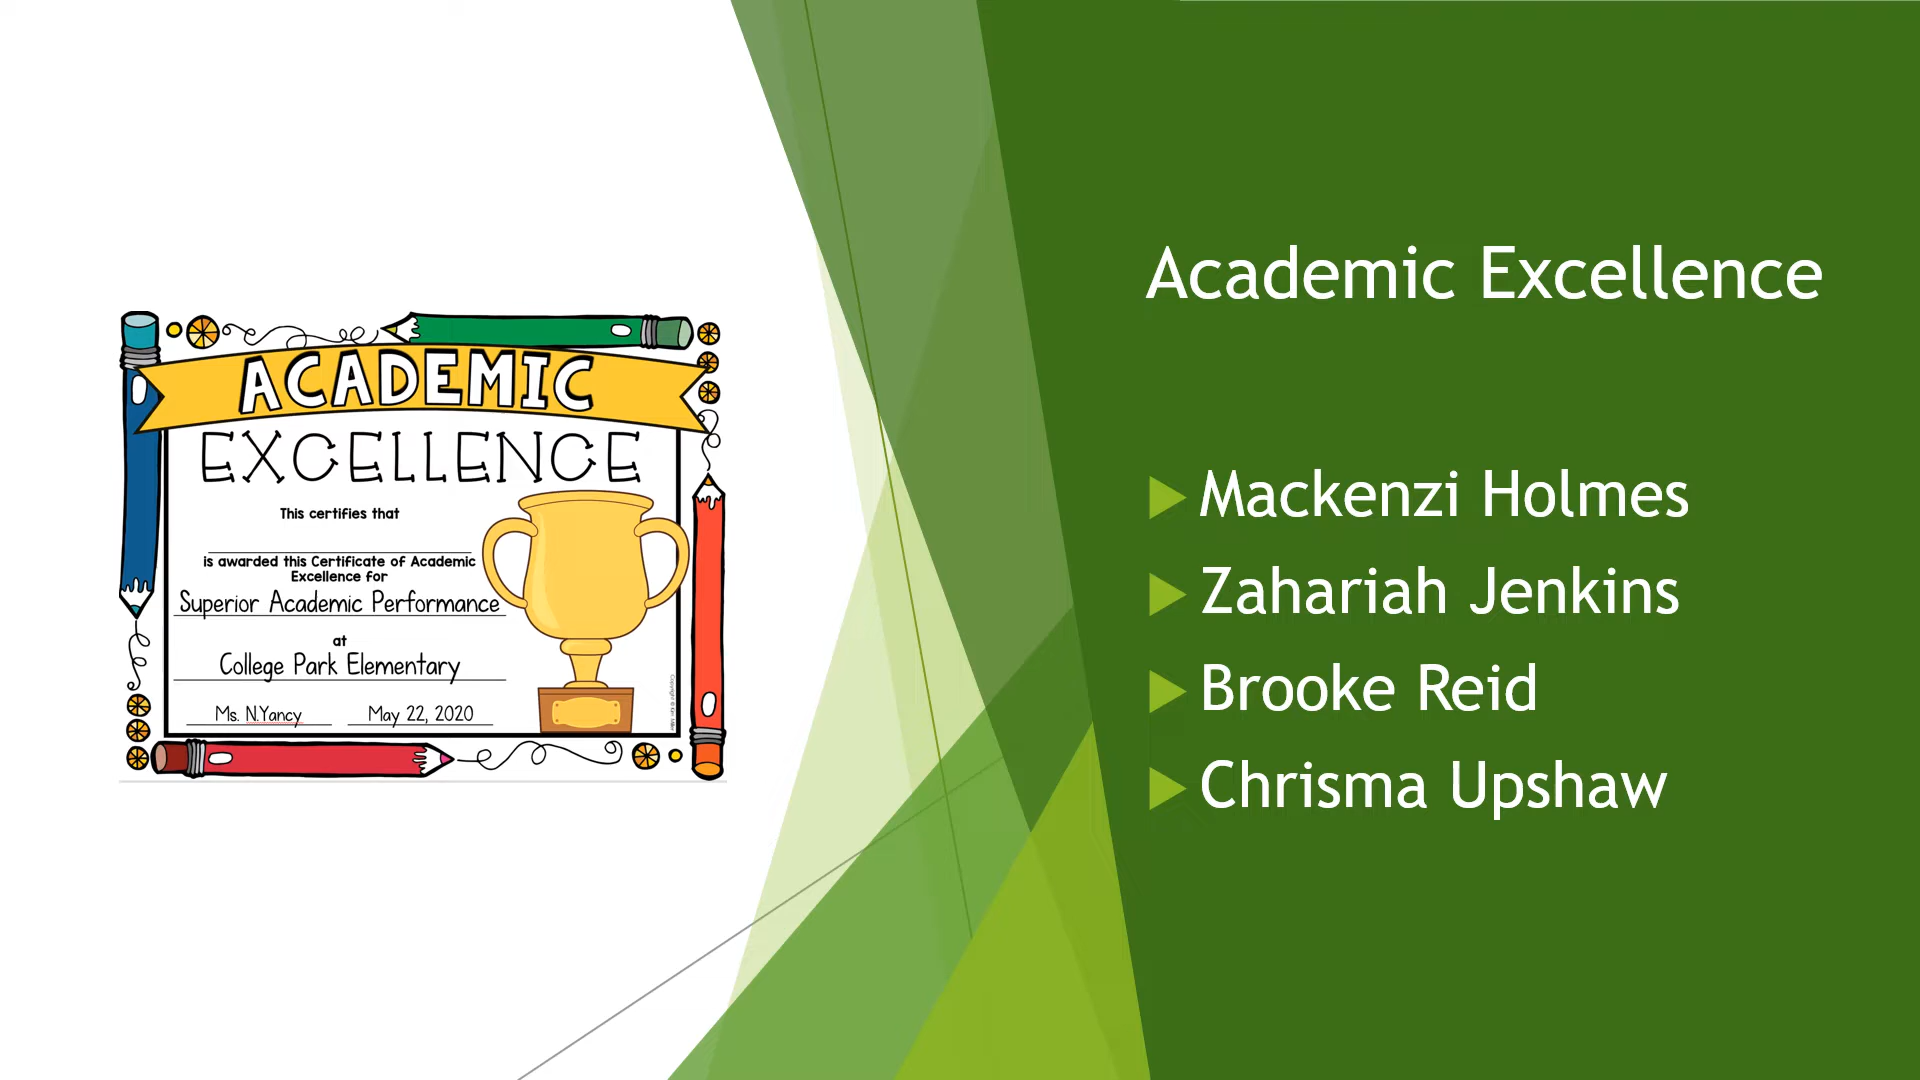 ACADEMIC
EXCELLENCE
This certifies that
is awarded this Certificate of Academic
Excellence for
Superior Academic Performance
at
College Park Elementary
Ms. N.Yancy
May 22, 2020
Academic Excellence
Mackenzi Holmes
Zahariah Jenkins
Brooke Reid
Chrisma Upshaw